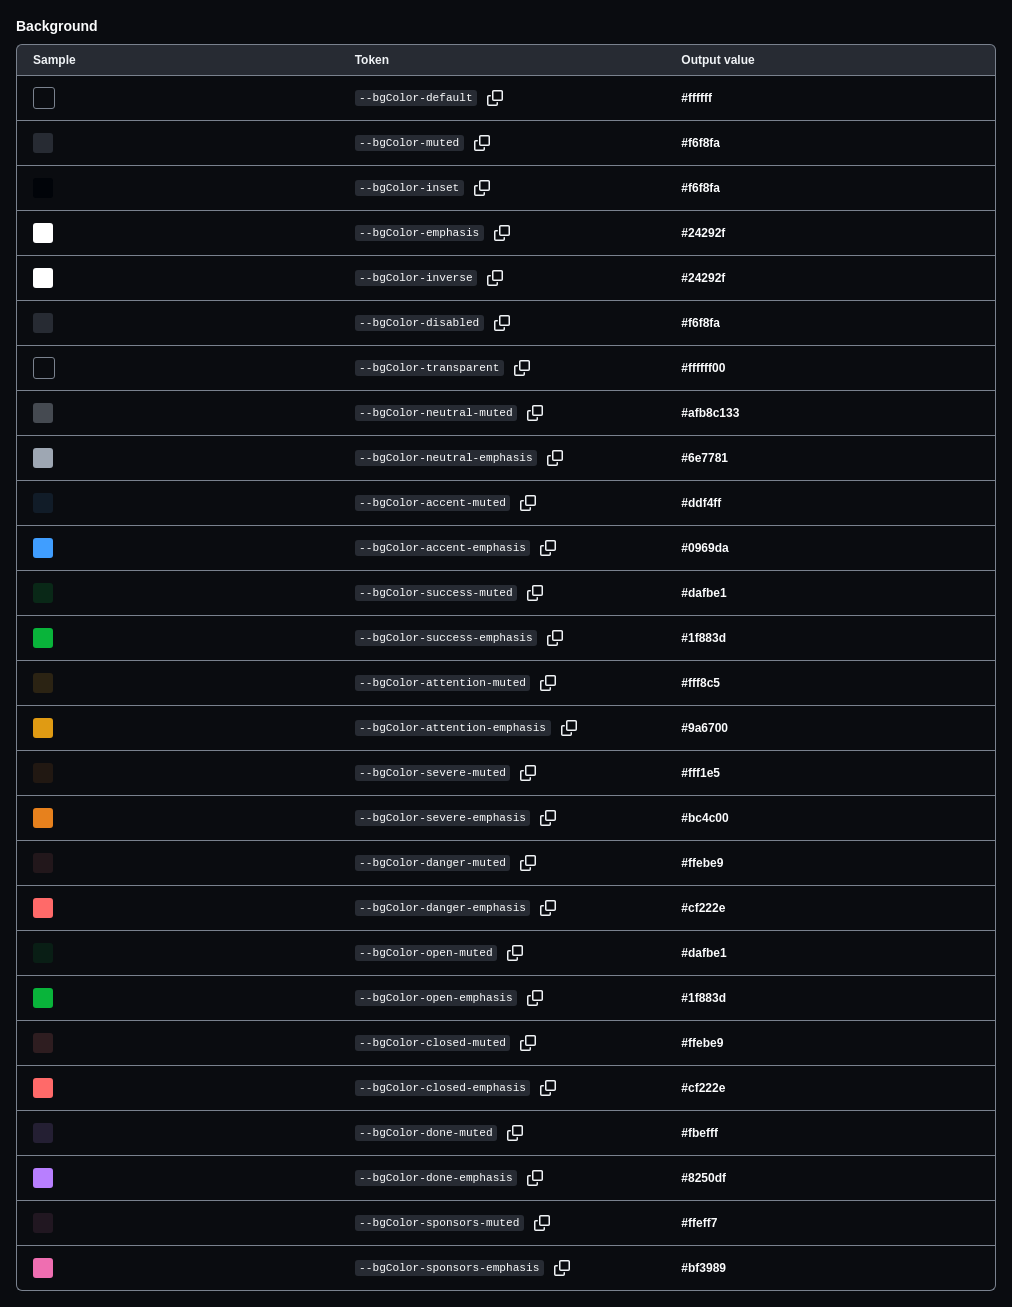 Background
Sample Token Output value
--bgColor-default #ffffff
--bgColor-muted #f6f8fa
--bgColor-inset #f6f8fa
--bgColor-emphasis #24292f
--bgColor-inverse #24292f
--bgColor-disabled #f6f8fa
--bgColor-transparent #ffffff00
--bgColor-neutral-muted #afb8c133
--bgColor-neutral-emphasis #6e7781
--bgColor-accent-muted #ddf4ff
--bgColor-accent-emphasis #0969da
--bgColor-success-muted #dafbe1
--bgColor-success-emphasis #1f883d
--bgColor-attention-muted #fff8c5
--bgColor-attention-emphasis #9a6700
--bgColor-severe-muted #fff1e5
--bgColor-severe-emphasis #bc4c00
--bgColor-danger-muted #ffebe9
--bgColor-danger-emphasis #cf222e
--bgColor-open-muted #dafbe1
--bgColor-open-emphasis #1f883d
--bgColor-closed-muted #ffebe9
--bgColor-closed-emphasis #cf222e
--bgColor-done-muted #fbefff
--bgColor-done-emphasis #8250df
--bgColor-sponsors-muted #ffeff7
--bgColor-sponsors-emphasis #bf3989